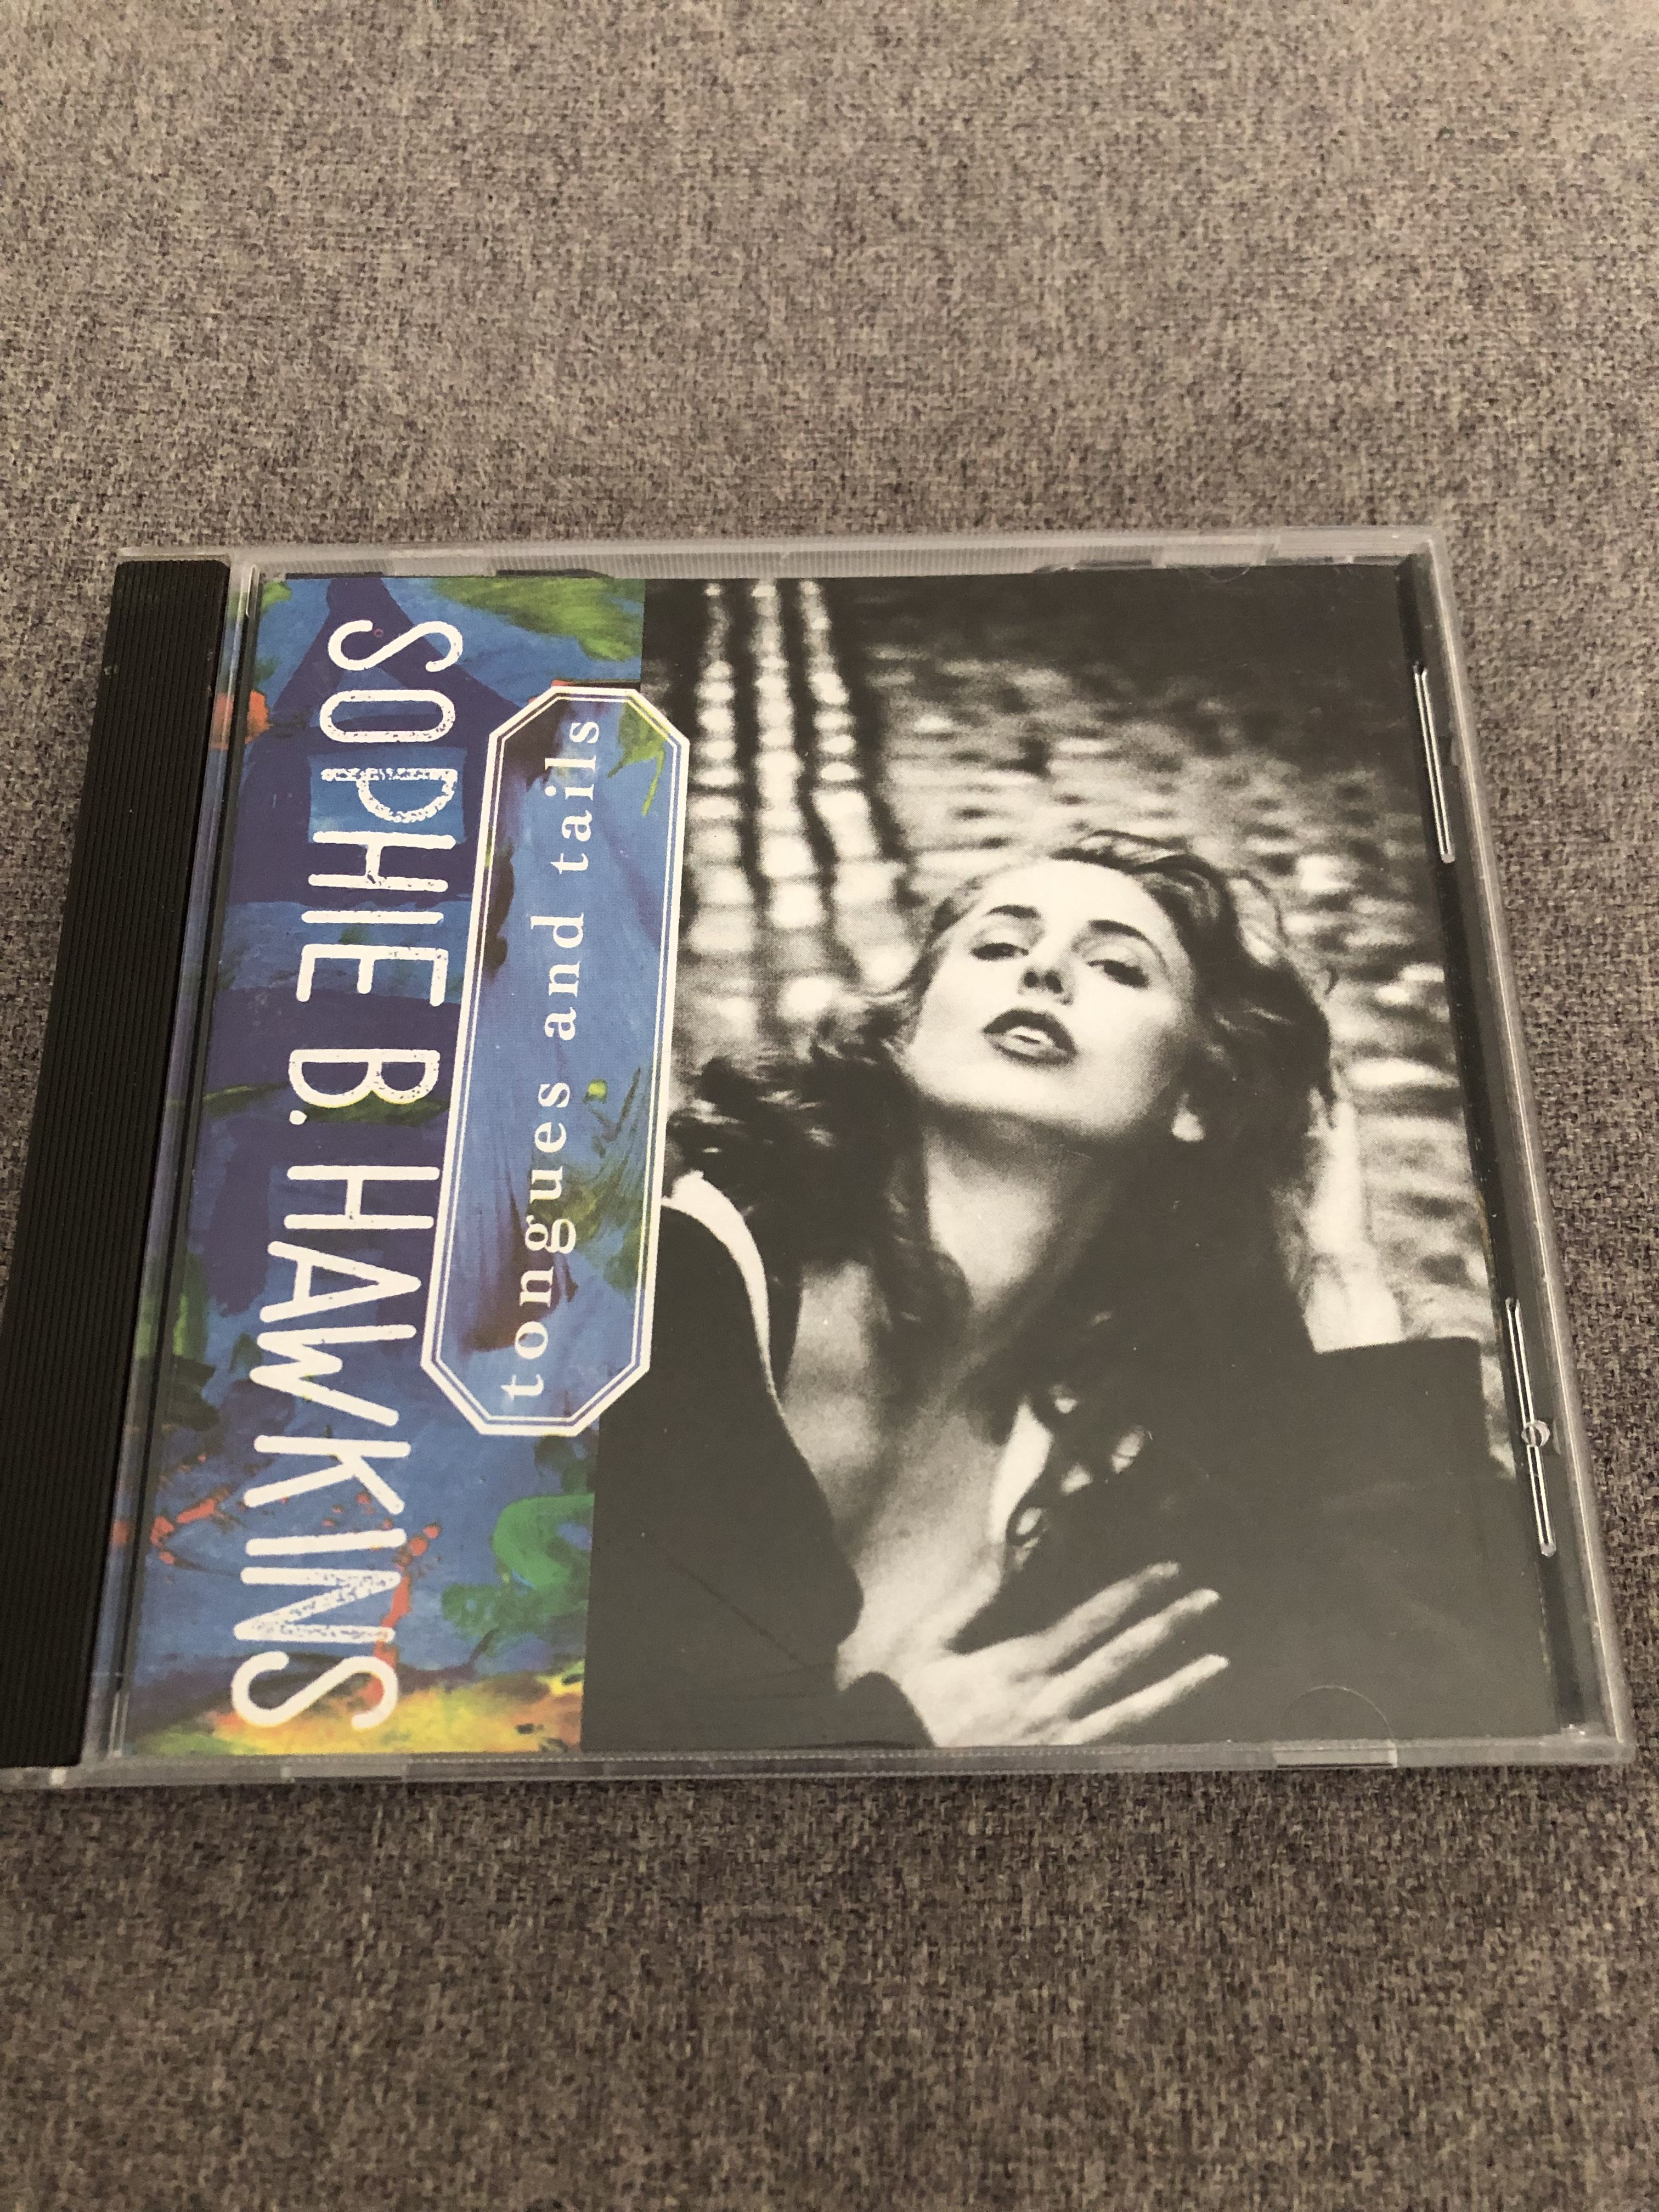 SOPHIE B. HAWKINS
tongues and tails